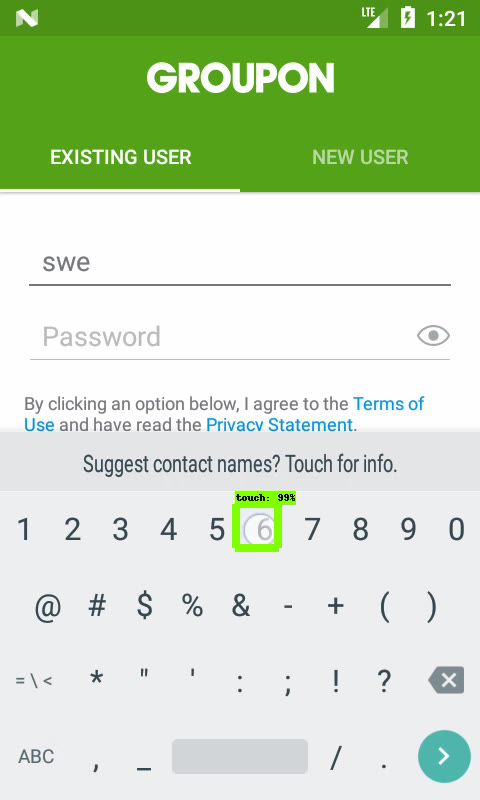 LTE 1:21
GROUPON
EXISTING USER NEW USER
swe
Password
By clicking an option below, I agree to the Terms of
Use and have read the Privacy Statement.
Suggest contact names? Touch for info.
touch: 99%
1 2 3 4 5 6 7 8 9 0
@ # $ % & - + ( )
= \ < * " ' : ; ! ?
ABC , _ / .